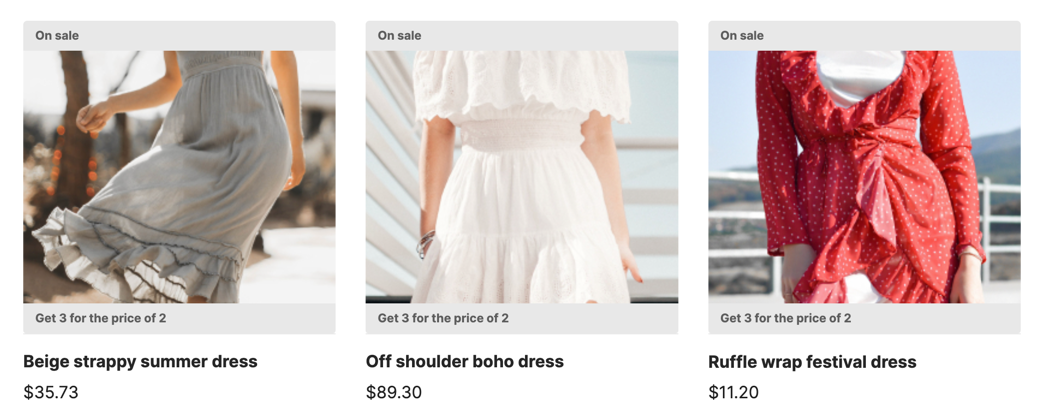 On sale
On sale
On sale
Get 3 for the price of 2
Get 3 for the price of 2
Get 3 for the price of 2
Beige strappy summer dress
Off shoulder boho dress
Ruffle wrap festival dress
$35.73
$89.30
$11.20